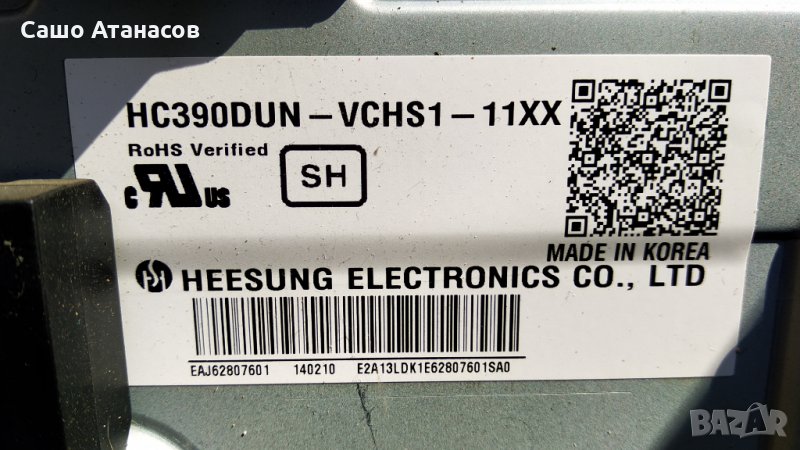 Сашо Атанасов
HC390DUN-VCHS1-11XX
RoHS Verified
c RU US
SH
MADE IN KOREA
HEESUNG ELECTRONICS CO., LTD
EAJ62807601 140210 E2A13LDK1E62807601SA0
BAZAR